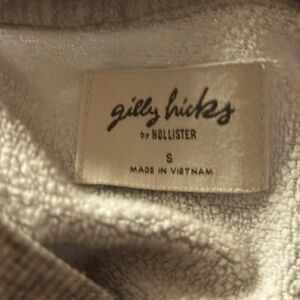 gilly hicks
by HOLLISTER
S
MADE IN VIETNAM